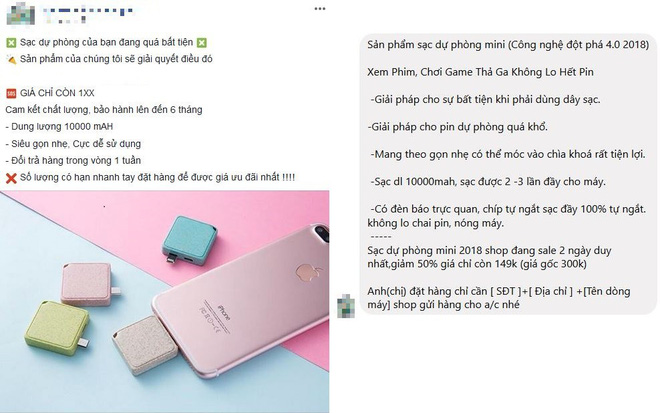 Sạc dự phòng của bạn đang quá bất tiện
Sản phẩm của chúng tôi sẽ giải quyết điều đó
SOS GIÁ CHỈ CÒN 1XX
Cam kết chất lượng, bảo hành lên đến 6 tháng
- Dung lượng 10000 mAH
- Siêu gọn nhẹ, Cực dễ sử dụng
- Đổi trả hàng trong vòng 1 tuần
Số lượng có hạn nhanh tay đặt hàng để được giá ưu đãi nhất !!!!
iPhone
Sản phẩm sạc dự phòng mini (Công nghệ đột phá 4.0 2018)
Xem Phim, Chơi Game Thả Ga Không Lo Hết Pin
-Giải pháp cho sự bất tiện khi phải dùng dây sạc.
-Giải pháp cho pin dự phòng quá khổ.
-Mang theo gọn nhẹ có thể móc vào chìa khoá rất tiện lợi.
-Sạc dl 10000mah, sạc được 2 -3 lần đầy cho máy.
-Có đèn báo trực quan, chíp tự ngắt sạc đầy 100% tự ngắt.
không lo chai pin, nóng máy.
-----
Sạc dự phòng mini 2018 shop đang sale 2 ngày duy
nhất,giảm 50% giá chỉ còn 149k (giá gốc 300k)
Anh(chị) đặt hàng chỉ cần [ SĐT ]+[ Địa chỉ ] +[Tên dòng
máy] shop gửi hàng cho a/c nhé